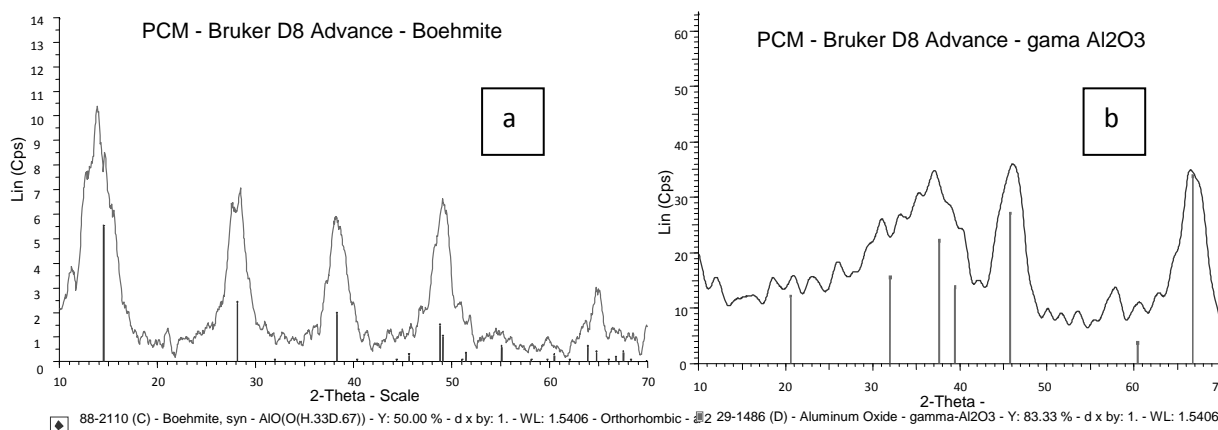 PCM - Bruker D8 Advance - Boehmite
a
Lin (Cps)
14
13
12
11
10
9
8
7
6
5
4
3
2
1
0
10 20 30 40 50 60 70
2-Theta - Scale
88-2110 (C) - Boehmite, syn - AlO(O(H.33D.67)) - Y: 50.00 % - d x by: 1. - WL: 1.5406 - Orthorhombic -
PCM - Bruker D8 Advance - gama Al2O3
b
Lin (Cps)
60
50
40
30
20
10
0
10 20 30 40 50 60 70
2-Theta -
29-1486 (D) - Aluminum Oxide - gamma-Al2O3 - Y: 83.33 % - d x by: 1. - WL: 1.5406